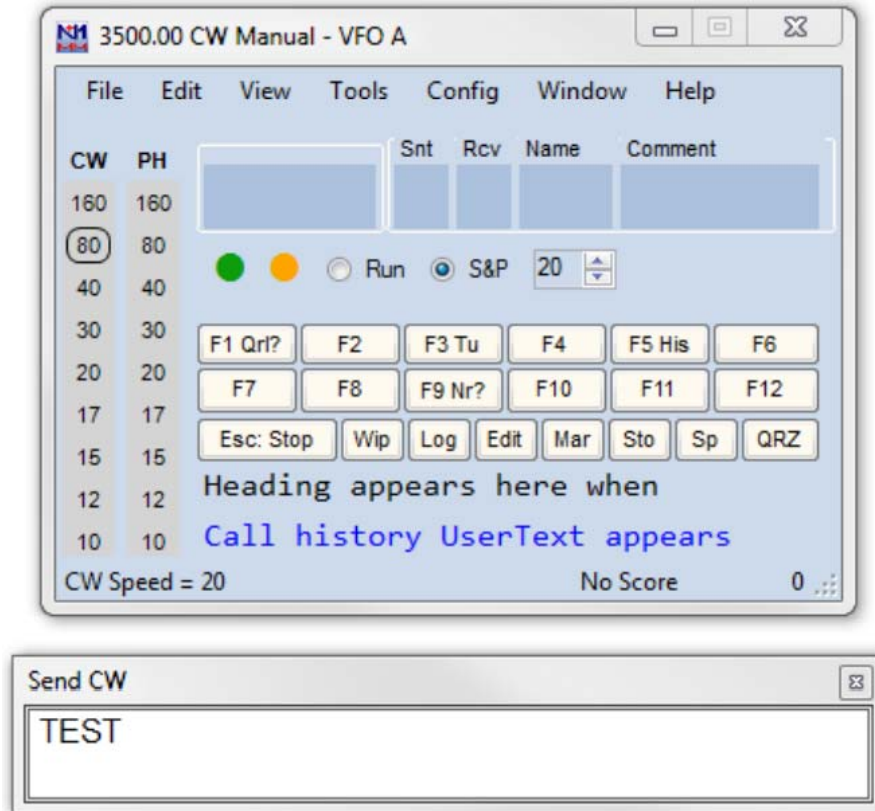 3500.00 CW Manual - VFO A
File Edit View Tools Config Window Help
CW PH Snt Rcv Name Comment
160 160
80 80
Run S&P 20
40 40
30 30
F1 Qrl? F2 F3 Tu F4 F5 His F6
20 20
F7 F8 F9 Nr? F10 F11 F12
17 17
Esc: Stop Wip Log Edit Mar Sto Sp QRZ
15 15
Heading appears here when
12 12
Call history UserText appears
10 10
CW Speed = 20 No Score 0
Send CW
TEST